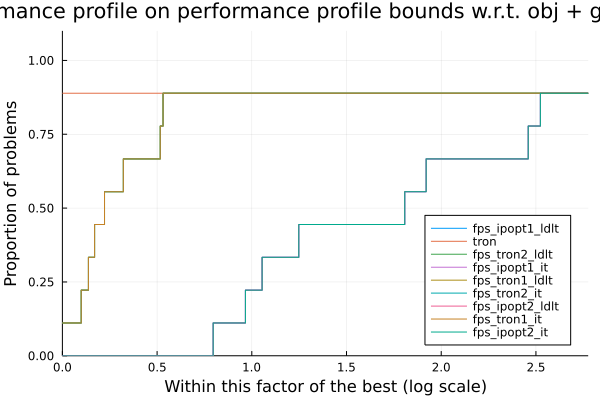 mance profile on performance profile bounds w.r.t. obj + g
1.00
0.75
0.50
0.25
0.00
Proportion of problems
fps_ipopt1_ldlt
tron
fps_tron2_ldlt
fps_ipopt1_it
fps_tron1_ldlt
fps_tron2_it
fps_ipopt2_ldlt
fps_tron1_it
fps_ipopt2_it
0.0 0.5 1.0 1.5 2.0 2.5
Within this factor of the best (log scale)